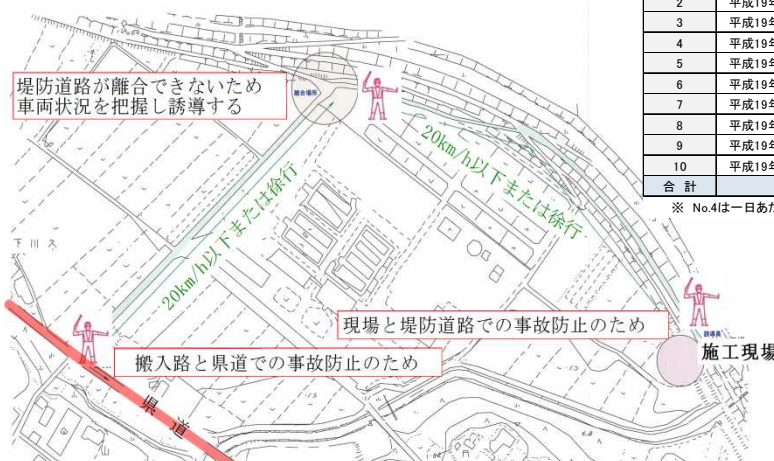 堤防道路が離合できないため
車両状況を把握し誘導する
離合場所
20km/h以下または徐行
20km/h以下または徐行
下川久
現場と堤防道路での事故防止のため
誘導員
施工現場
搬入路と県道での事故防止のため
県道
2 平成19年
3 平成19年
4 平成19年
5 平成19年
6 平成19年
7 平成19年
8 平成19年
9 平成19年
10 平成19年
合 計
※ No.4は一日あた